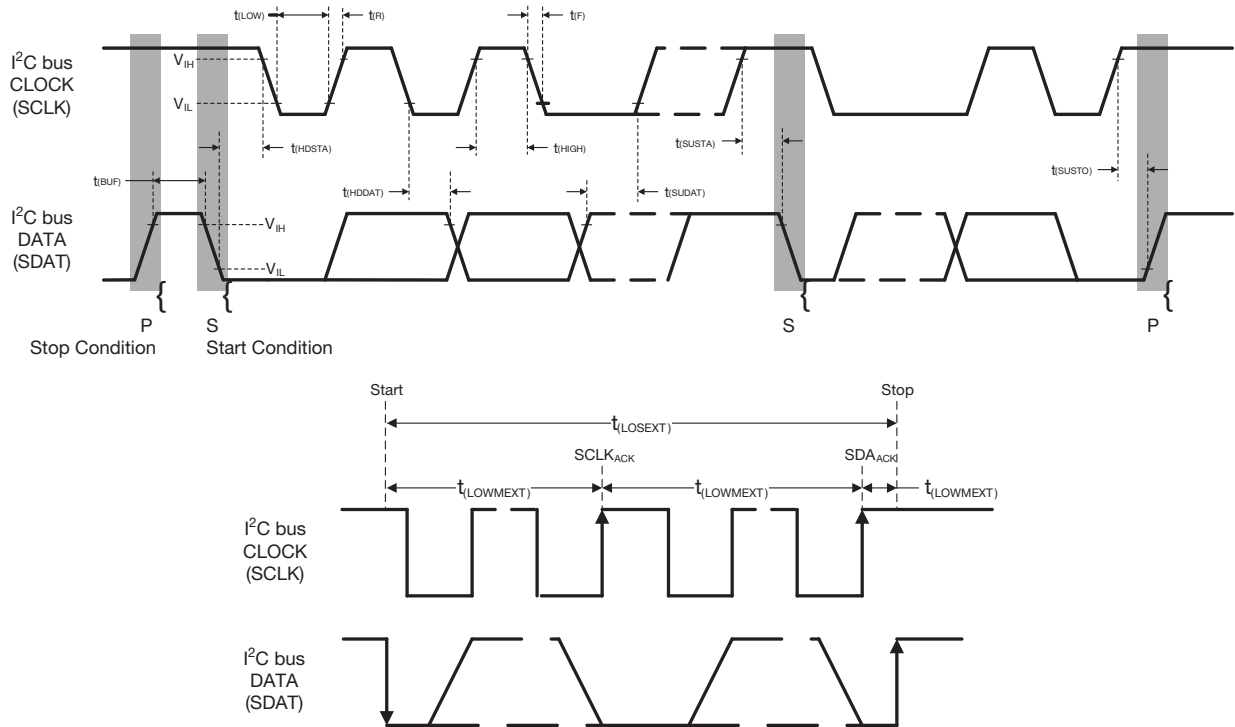 t(LOW)
t(R)
t(F)
I²C bus
CLOCK
(SCLK)
VIH
VIL
t(HDSTA)
t(HIGH)
t(SUSTA)
t(SUSTO)
t(BUF)
t(HDDAT)
t(SUDAT)
I²C bus
DATA
(SDAT)
VIH
VIL
{
{
{
{
P
S
S
P
Stop Condition
Start Condition
Start
Stop
t(LOSEXT)
SCLKACK
SDAACK
t(LOWMEXT)
t(LOWMEXT)
t(LOWMEXT)
I²C bus
CLOCK
(SCLK)
I²C bus
DATA
(SDAT)